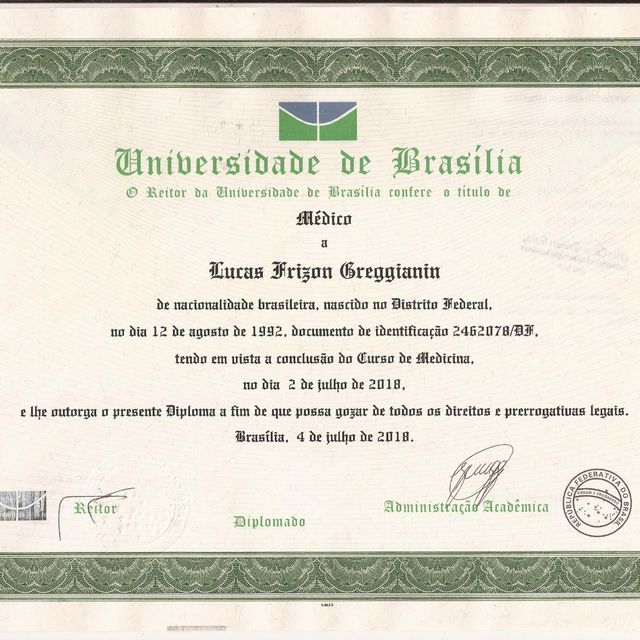 Universidade de Brasília
O Reitor da Universidade de Brasília confere o título de
Médico
a
Lucas Frizon Greggianin
de nacionalidade brasileira, nascido no Distrito Federal,
no dia 12 de agosto de 1992, documento de identificação 2462078/DF,
tendo em vista a conclusão do Curso de Medicina,
no dia 2 de julho de 2018,
e lhe outorga o presente Diploma a fim de que possa gozar de todos os direitos e prerrogativas legais.
Brasília, 4 de julho de 2018.
Reitor
Diplomado
Administração Acadêmica
REPÚBLICA FEDERATIVA DO BRASIL